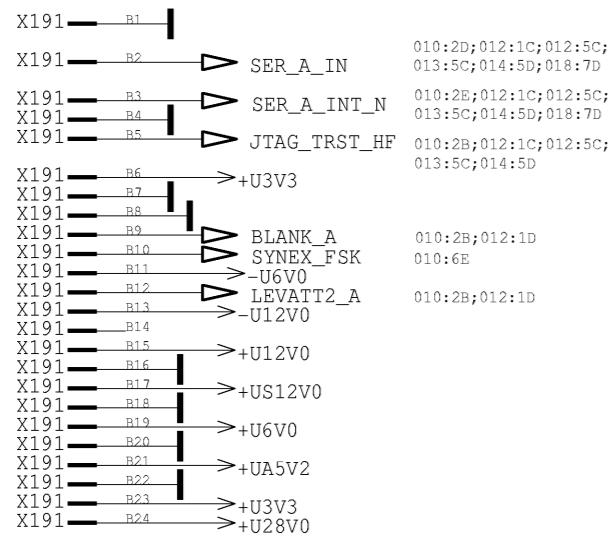 X191 B1
X191 B2 SER_A_IN 010:2D;012:1C;012:5C;
013:5C;014:5D;018:7D
X191 B3 SER_A_INT_N 010:2E;012:1C;012:5C;
013:5C;014:5D;018:7D
X191 B4
X191 B5 JTAG_TRST_HF 010:2B;012:1C;012:5C;
013:5C;014:5D
X191 B6 +U3V3
X191 B7
X191 B8
X191 B9 BLANK_A 010:2B;012:1D
X191 B10 SYNEX_FSK 010:6E
X191 B11 -U6V0
X191 B12 LEVATT2_A 010:2B;012:1D
X191 B13 -U12V0
X191 B14
X191 B15 +U12V0
X191 B16
X191 B17 +US12V0
X191 B18
X191 B19 +U6V0
X191 B20
X191 B21 +UA5V2
X191 B22
X191 B23 +U3V3
X191 B24 +U28V0